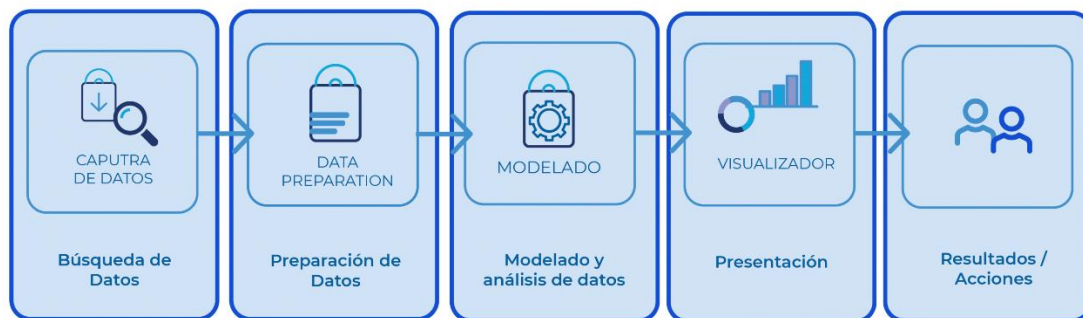 CAPUTRA
DE DATOS
Búsqueda de
Datos
DATA
PREPARATION
Preparación de
Datos
MODELADO
Modelado y
análisis de datos
VISUALIZADOR
Presentación
Resultados /
Acciones